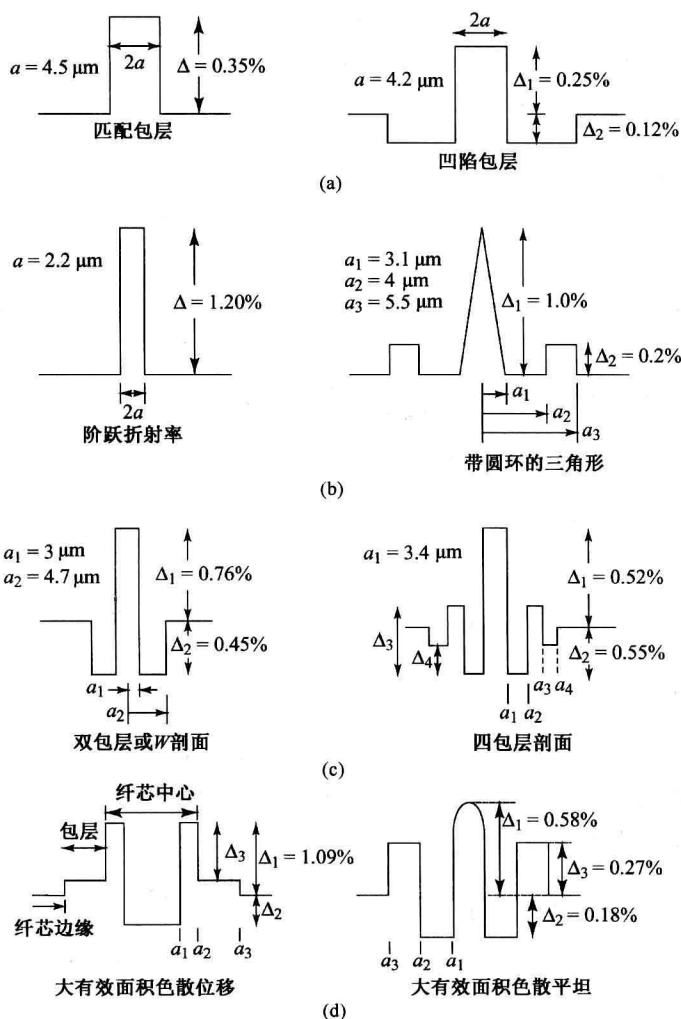 a = 4.5 μm
2a
Δ = 0.35%
匹配包层
2a
a = 4.2 μm
Δ₁ = 0.25%
Δ₂ = 0.12%
凹陷包层
(a)
a = 2.2 μm
Δ = 1.20%
2a
阶跃折射率
a₁ = 3.1 μm
a₂ = 4 μm
a₃ = 5.5 μm
Δ₁ = 1.0%
Δ₂ = 0.2%
a₁
a₂
a₃
带圆环的三角形
(b)
a₁ = 3 μm
a₂ = 4.7 μm
Δ₁ = 0.76%
Δ₂ = 0.45%
a₁
a₂
双包层或W剖面
a₁ = 3.4 μm
Δ₁ = 0.52%
Δ₃
Δ₄
Δ₂ = 0.55%
a₃ a₄
a₁ a₂
四包层剖面
(c)
纤芯中心
包层
Δ₃
Δ₁ = 1.09%
Δ₂
纤芯边缘
a₁ a₂ a₃
大有效面积色散位移
Δ₁ = 0.58%
Δ₃ = 0.27%
Δ₂ = 0.18%
a₃ a₂ a₁
大有效面积色散平坦
(d)